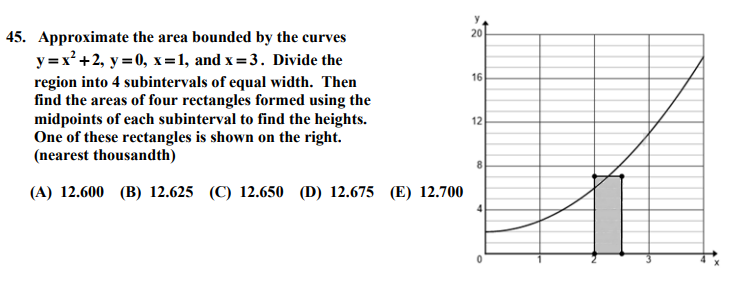 45. Approximate the area bounded by the curves
y = x² + 2, y = 0, x = 1, and x = 3. Divide the
region into 4 subintervals of equal width. Then
find the areas of four rectangles formed using the
midpoints of each subinterval to find the heights.
One of these rectangles is shown on the right.
(nearest thousandth)
(A) 12.600 (B) 12.625 (C) 12.650 (D) 12.675 (E) 12.700
y
20
16
12
8
4
0 1 2 3 4 x